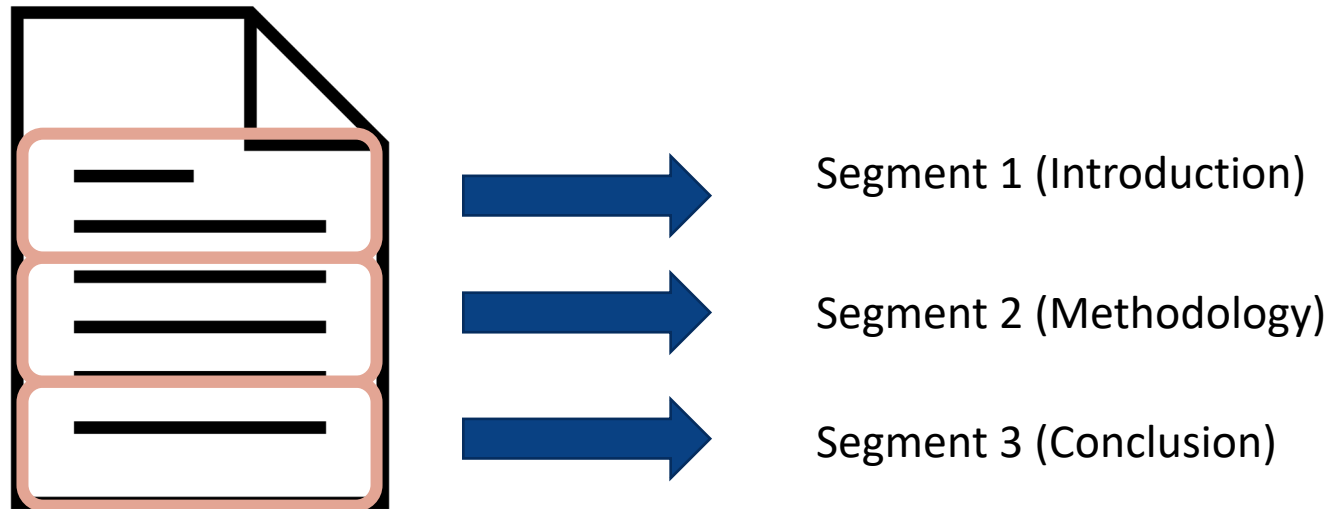 Segment 1 (Introduction)
Segment 2 (Methodology)
Segment 3 (Conclusion)